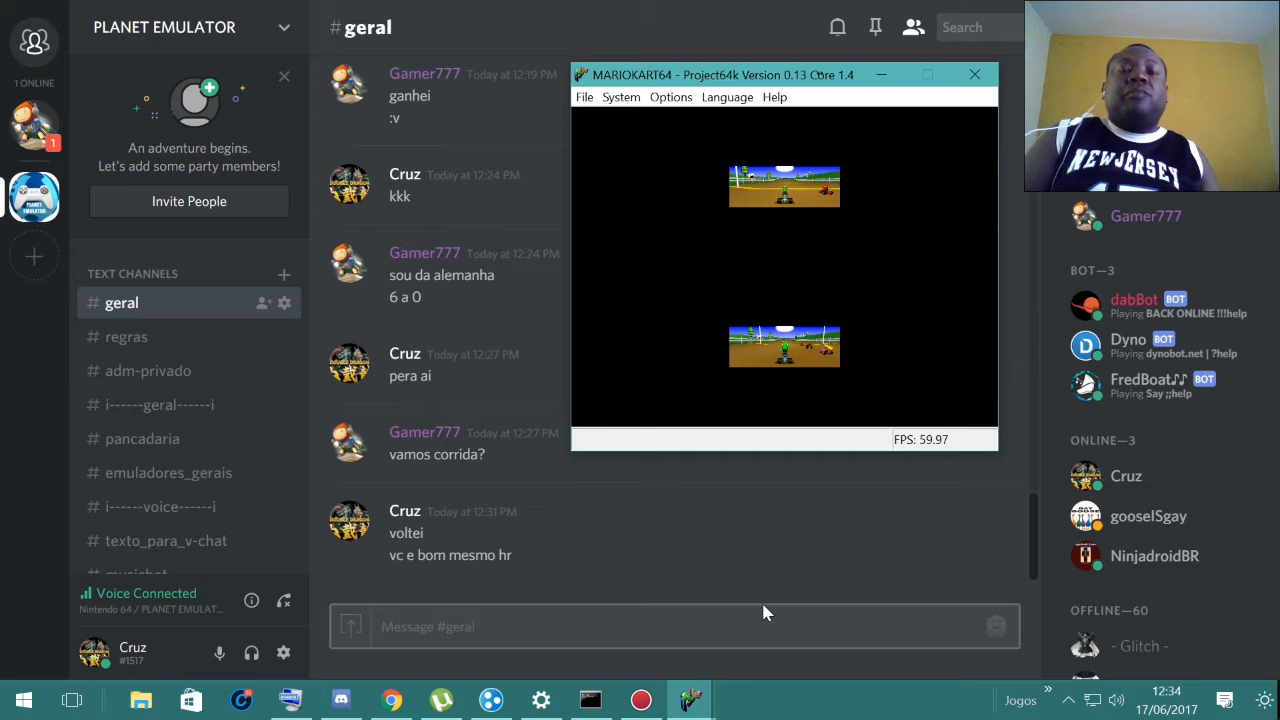 PLANET EMULATOR
# geral
Search
1 ONLINE
1
An adventure begins.
Let's add some party members!
Invite People
TEXT CHANNELS
# geral
# regras
# adm-privado
# i------geral------i
# pancadaria
# emuladores_gerais
# i------voice------i
# texto_para_v-chat
Voice Connected
Nintendo 64 / PLANET EMULAT...
Cruz
#1517
Gamer777 Today at 12:19 PM
ganhei
:v
Cruz Today at 12:24 PM
kkk
Gamer777 Today at 12:24 PM
sou da alemanha
6 a 0
Cruz Today at 12:27 PM
pera ai
Gamer777 Today at 12:27 PM
vamos corrida?
Cruz Today at 12:31 PM
voltei
vc e bom mesmo hr
Message #geral
MARIOKART64 - Project64k Version 0.13 Core 1.4
File System Options Language Help
FPS: 59.97
NEW JERSEY
Gamer777
BOT—3
dabBot BOT
Playing BACK ONLINE !!!help
Dyno BOT
Playing dynobot.net | ?help
FredBoat♪♪ BOT
Playing Say ;;help
ONLINE—3
Cruz
gooseISgay
NinjadroidBR
OFFLINE—60
- Glitch -
Jogos
12:34
17/06/2017